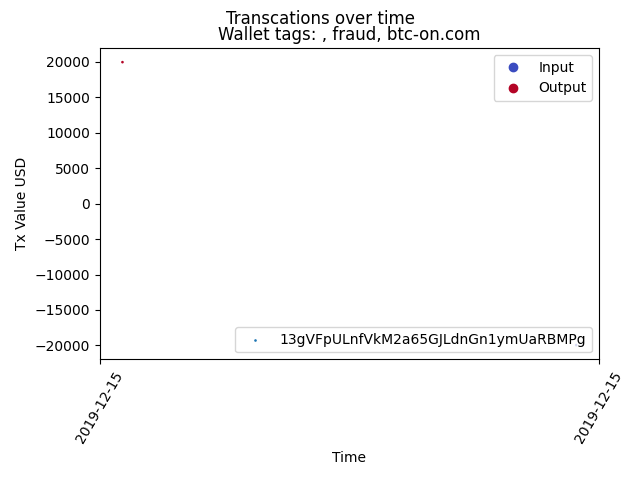 Transcations over time
Wallet tags: , fraud, btc-on.com
20000
15000
10000
5000
0
−5000
−10000
−15000
−20000
Tx Value USD
Input
Output
13gVFpULnfVkM2a65GJLdnGn1ymUaRBMPg
2019-12-15
2019-12-15
Time